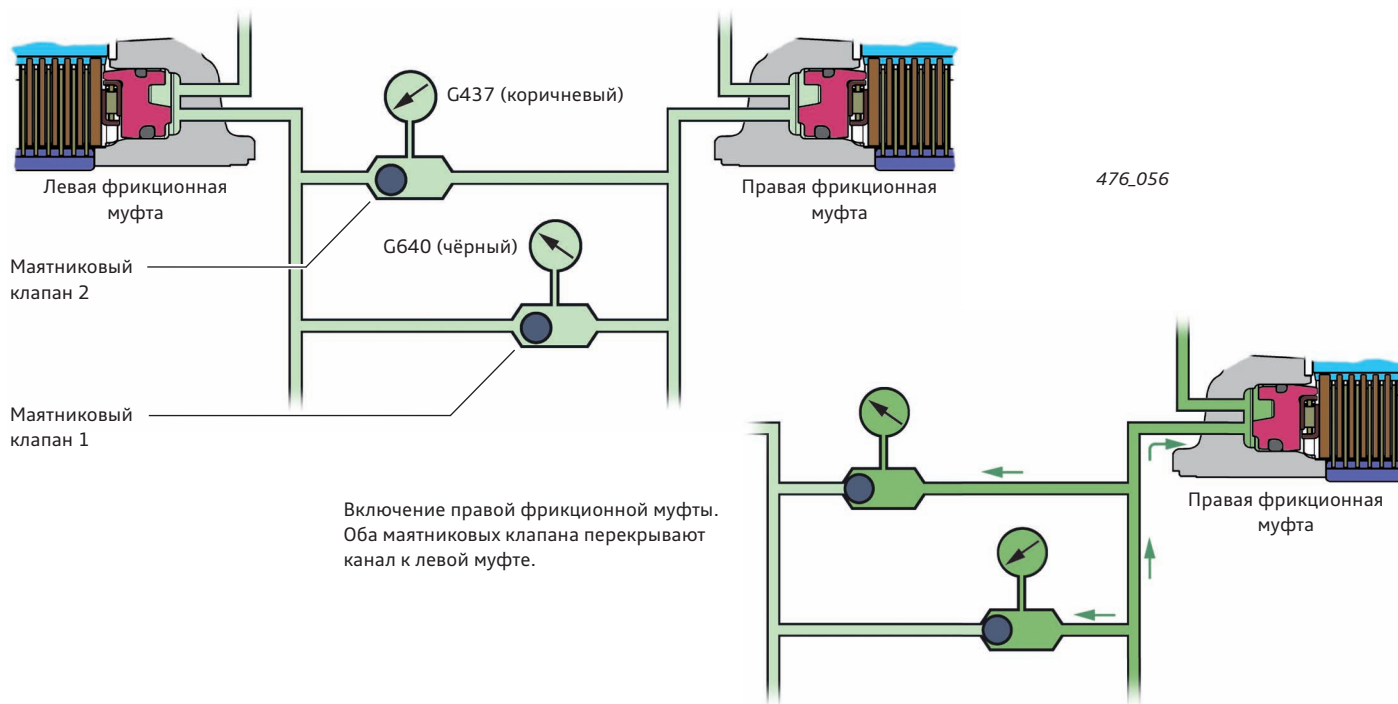 G437 (коричневый)
Левая фрикционная
муфта
Правая фрикционная
муфта
476_056
G640 (чёрный)
Маятниковый
клапан 2
Маятниковый
клапан 1
Включение правой фрикционной муфты.
Оба маятниковых клапана перекрывают
канал к левой муфте.
Правая фрикционная
муфта